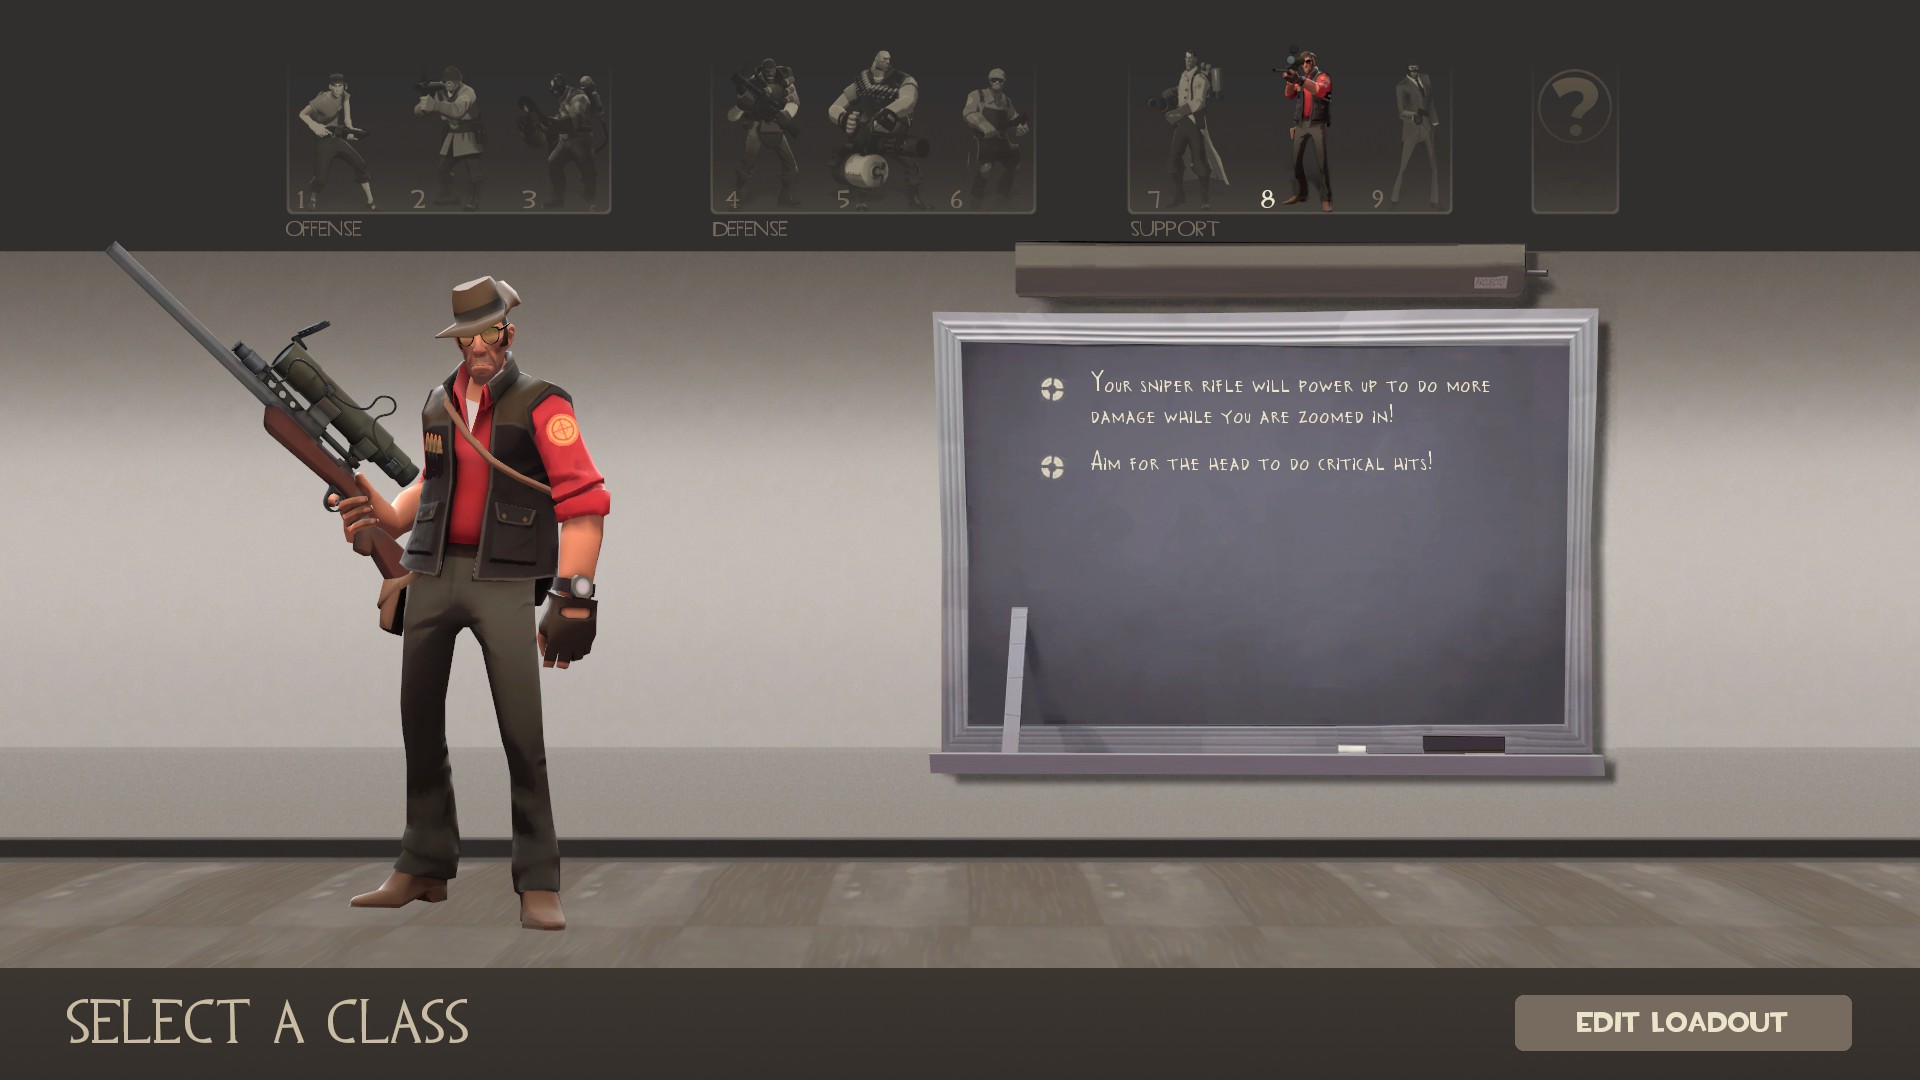 1 2 3 4 5 6 7 8 9 ?
OFFENSE DEFENSE SUPPORT
Your sniper rifle will power up to do more
damage while you are zoomed in!
Aim for the head to do critical hits!
SELECT A CLASS
EDIT LOADOUT